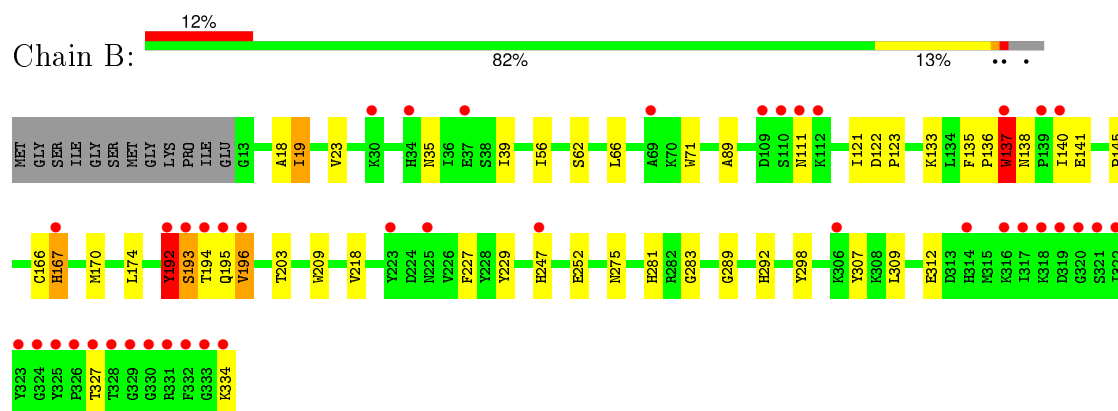 12%
Chain B:
82%
13%
MET GLY SER ILE GLY SER MET GLY LYS PRO ILE GLU G13 A18 I19 V23 K30 H34 N35 I36 E37 S38 I39 I56 S62 L66 A69 K70 W71 A89 D109 S110 N111 K112 I121 D122 P123 K133 L134 F135 P136 W137 N138 P139 I140 E141
C166 H167 M170 L174 Y192 S193 T194 Q195 V196 T203 W209 V218 Y223 D224 N225 V226 F227 Y228 Y229 H247 E252 N275 H281 R282 G283 G289 H292 Y298 K306 Y307 K308 L309 E312 D313 H314 M315 K316 I317 K318 D319 G320 S321
Y323 G324 Y325 P326 T327 T328 G329 G330 R331 F332 G333 K334